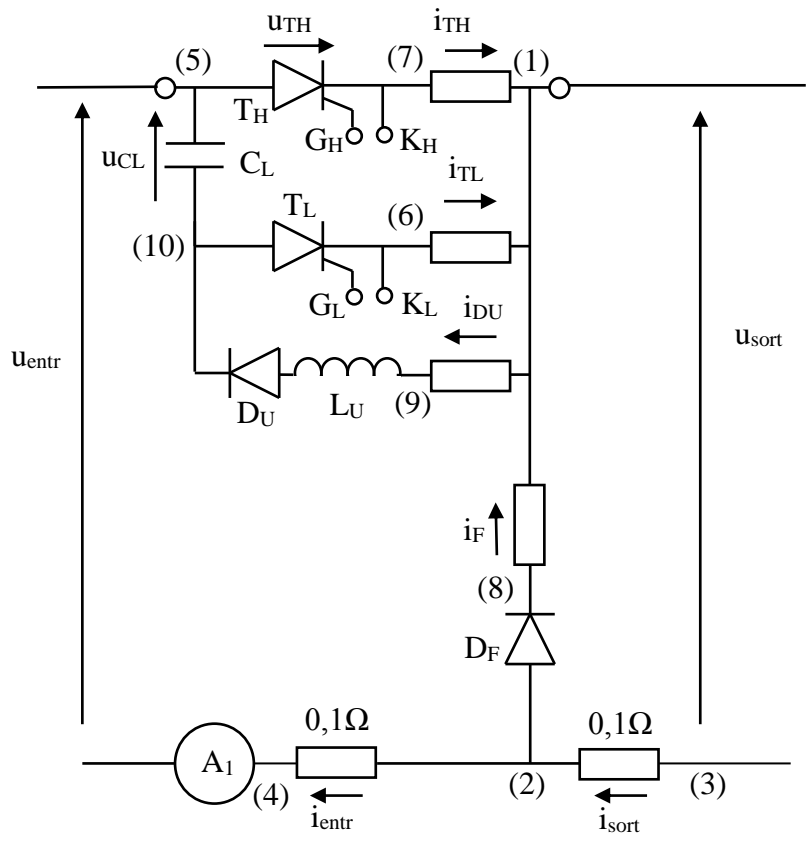 uTH
iTH
(5)
(7)
(1)
TH
GH
KH
uCL
CL
iTL
TL
(6)
(10)
GL
KL
iDU
uentr
usort
DU
LU
(9)
iF
(8)
DF
0,1Ω
0,1Ω
A1
(4)
(2)
(3)
ientr
isort